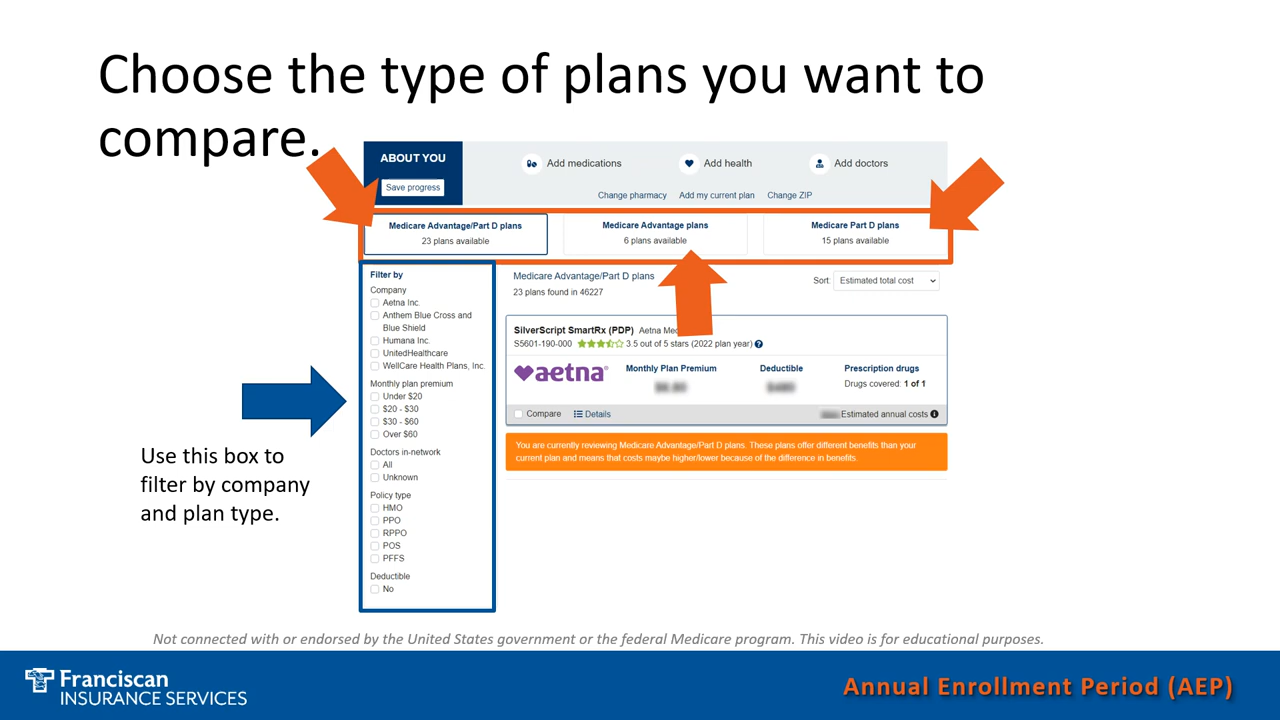 Choose the type of plans you want to
compare.
ABOUT YOU
Save progress
Add medications
Add health
Add doctors
Change pharmacy
Add my current plan
Change ZIP
Medicare Advantage/Part D plans
23 plans available
Medicare Advantage plans
6 plans available
Medicare Part D plans
15 plans available
Filter by
Company
Aetna Inc.
Anthem Blue Cross and
Blue Shield
Humana Inc.
UnitedHealthcare
WellCare Health Plans, Inc.
Monthly plan premium
Under $20
$20 - $30
$30 - $60
Over $60
Doctors in-network
All
Unknown
Policy type
HMO
PPO
RPPO
POS
PFFS
Deductible
No
Medicare Advantage/Part D plans
23 plans found in 46227
Sort: Estimated total cost
SilverScript SmartRx (PDP) Aetna
S5601-190-000 3.5 out of 5 stars (2022 plan year)
aetna
Monthly Plan Premium
Deductible
Prescription drugs
Drugs covered: 1 of 1
Compare
Details
Estimated annual costs
You are currently reviewing Medicare Advantage/Part D plans. These plans offer different benefits than your
current plan and means that costs maybe higher/lower because of the difference in benefits.
Use this box to
filter by company
and plan type.
Not connected with or endorsed by the United States government or the federal Medicare program. This video is for educational purposes.
Franciscan
INSURANCE SERVICES
Annual Enrollment Period (AEP)